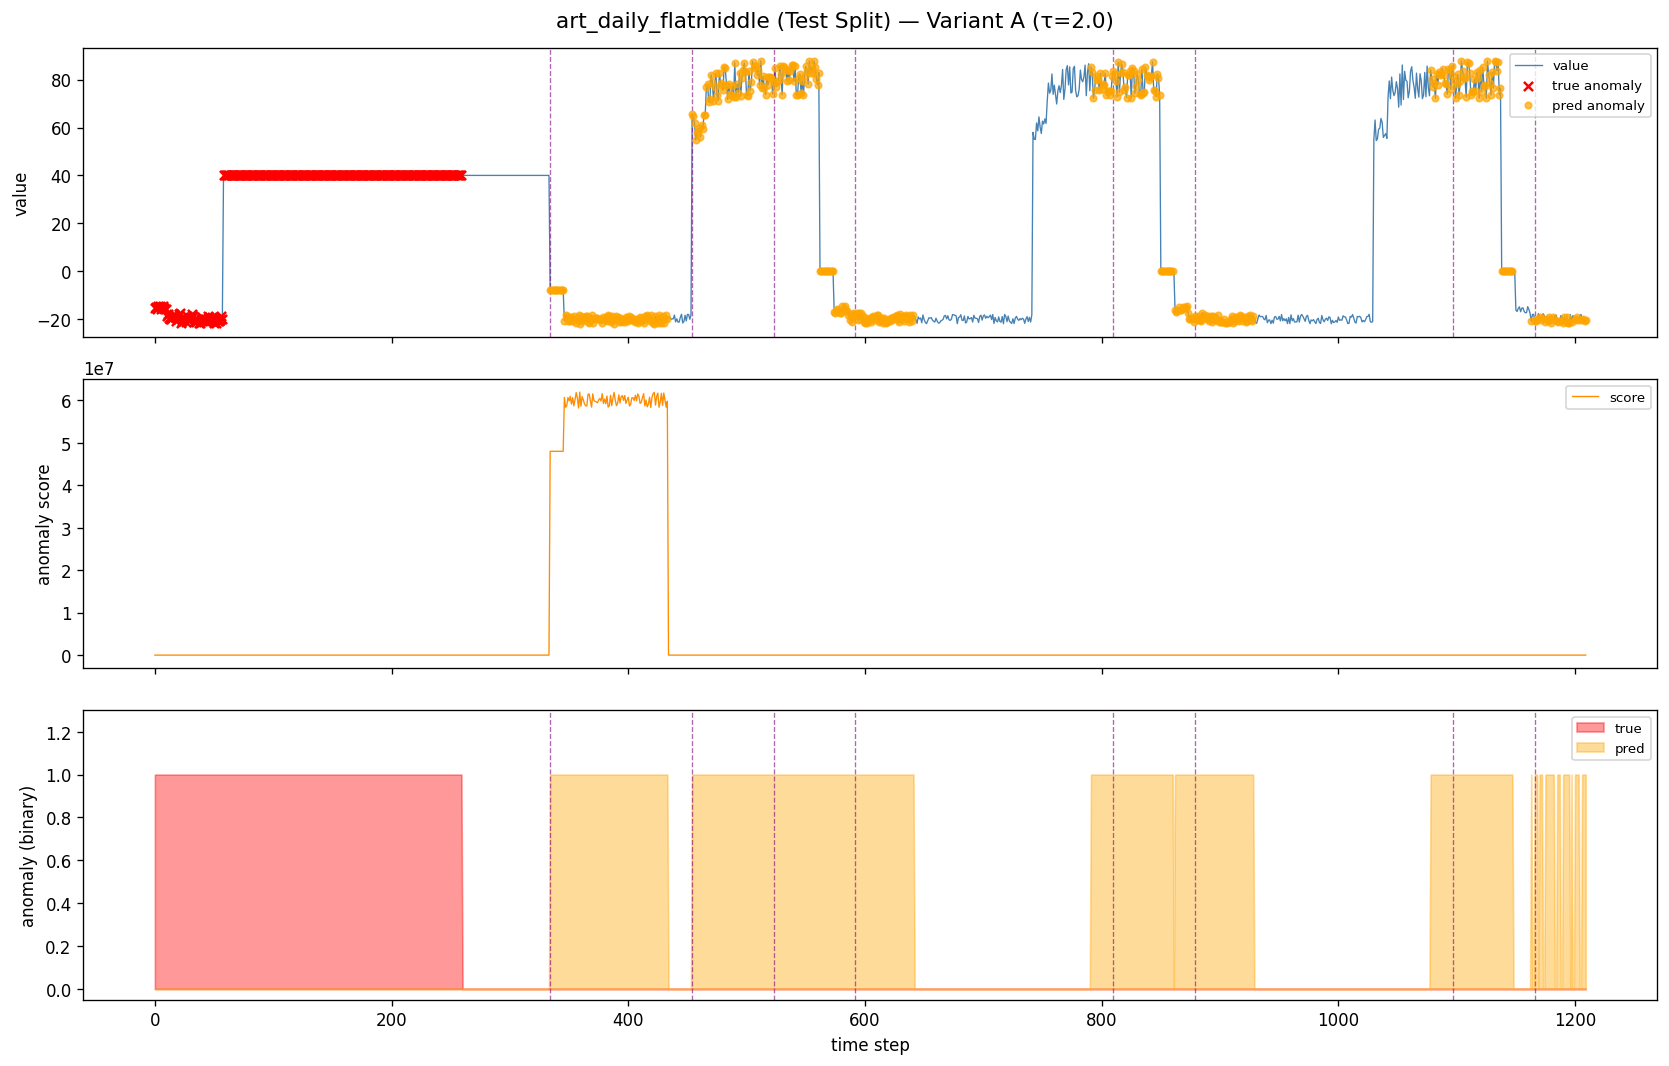 art_daily_flatmiddle (Test Split) — Variant A (τ=2.0)
80
60
40
20
0
−20
value
value
true anomaly
pred anomaly
1e7
6
5
4
3
2
1
0
anomaly score
score
1.2
1.0
0.8
0.6
0.4
0.2
0.0
anomaly (binary)
true
pred
0 200 400 600 800 1000 1200
time step